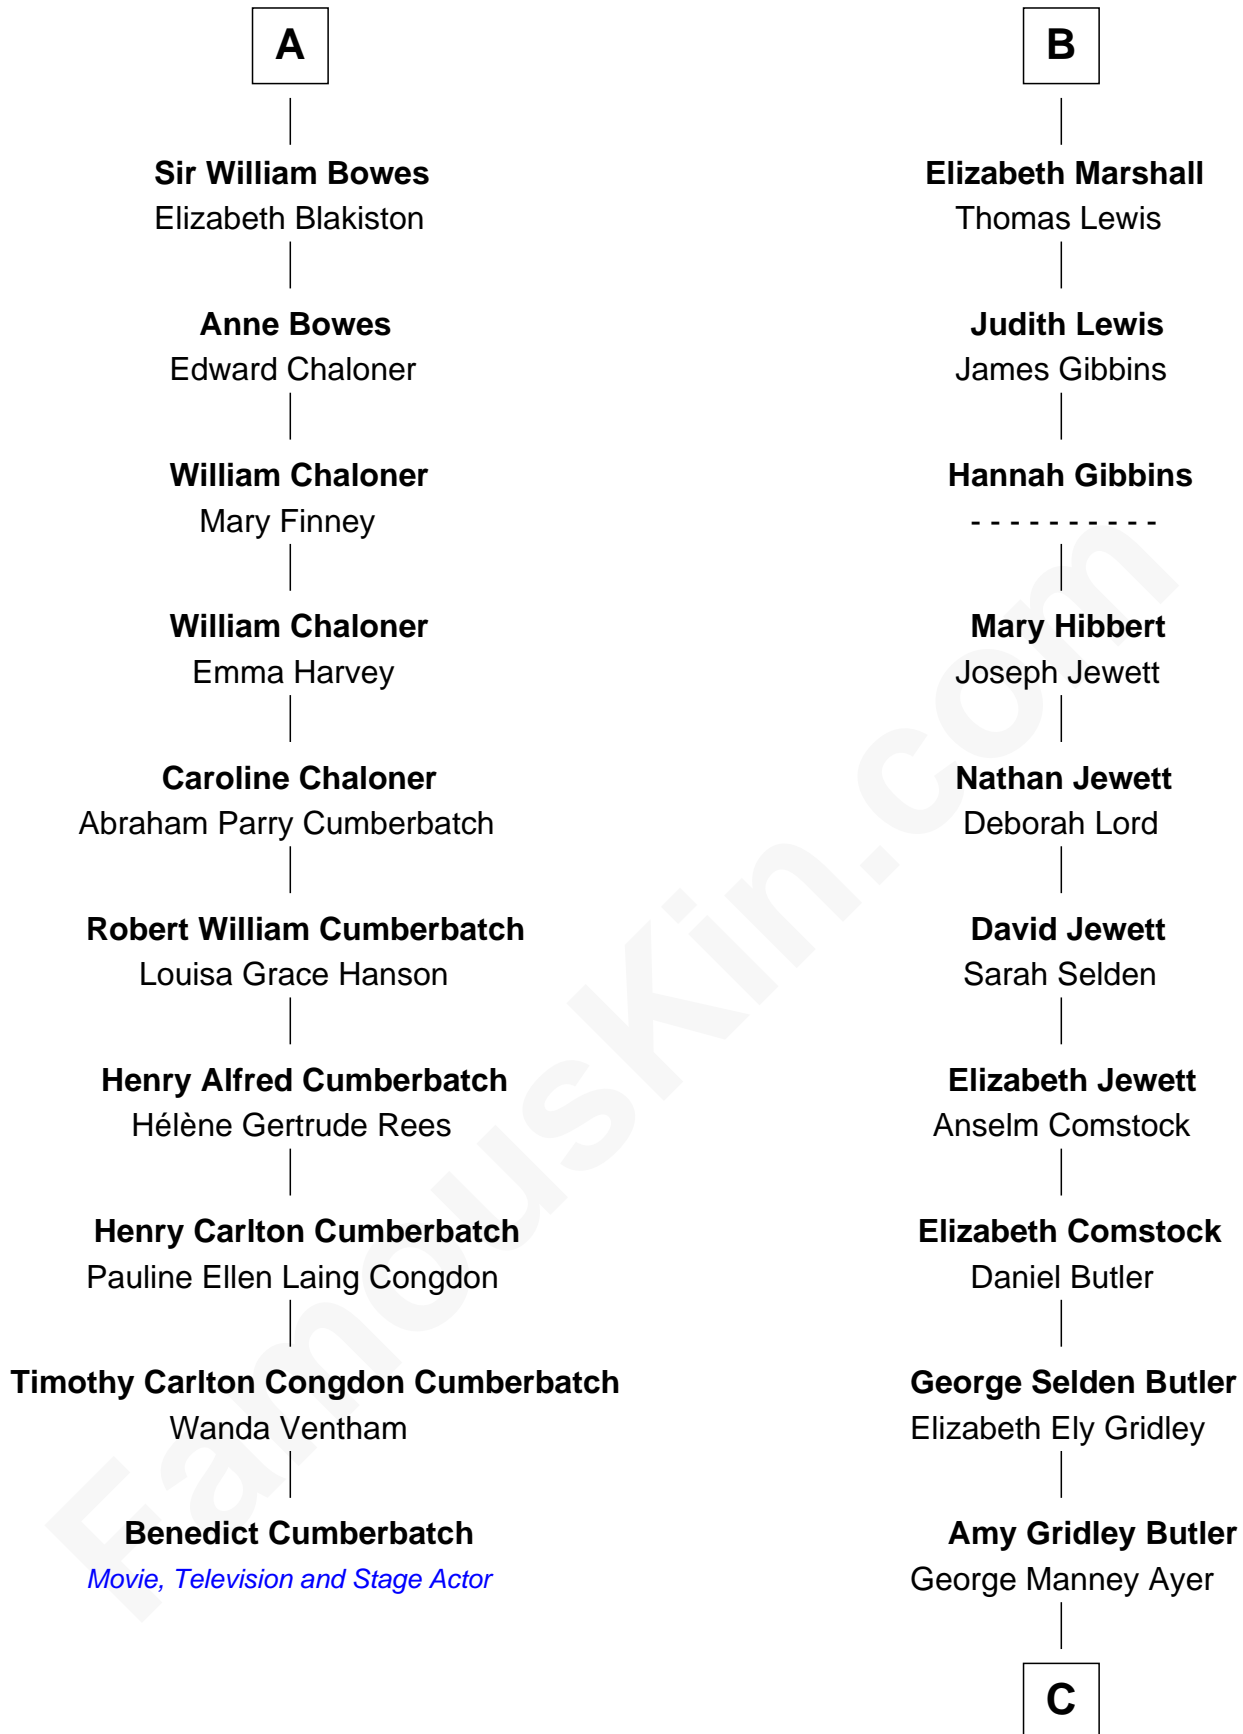 A
Sir William Bowes
Elizabeth Blakiston
Anne Bowes
Edward Chaloner
William Chaloner
Mary Finney
William Chaloner
Emma Harvey
Caroline Chaloner
Abraham Parry Cumberbatch
Robert William Cumberbatch
Louisa Grace Hanson
Henry Alfred Cumberbatch
Hélène Gertrude Rees
Henry Carlton Cumberbatch
Pauline Ellen Laing Congdon
Timothy Carlton Congdon Cumberbatch
Wanda Ventham
Benedict Cumberbatch
Movie, Television and Stage Actor
B
Elizabeth Marshall
Thomas Lewis
Judith Lewis
James Gibbins
Hannah Gibbins
- - - - - - - - - -
Mary Hibbert
Joseph Jewett
Nathan Jewett
Deborah Lord
David Jewett
Sarah Selden
Elizabeth Jewett
Anselm Comstock
Elizabeth Comstock
Daniel Butler
George Selden Butler
Elizabeth Ely Gridley
Amy Gridley Butler
George Manney Ayer
C
FamousKin.com